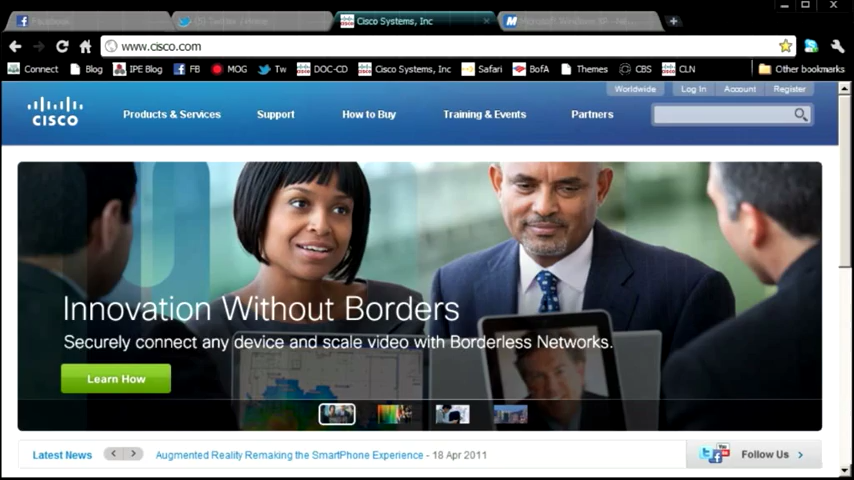 Facebook
Cisco Systems, Inc
www.cisco.com
Connect Blog IPE Blog FB MOG Tw DOC-CD Cisco Systems, Inc Safari BofA Themes CBS CLN Other bookmarks
Worldwide Log In Account Register
CISCO
Products & Services Support How to Buy Training & Events Partners
Innovation Without Borders
Securely connect any device and scale video with Borderless Networks.
Learn How
Latest News Augmented Reality Remaking the SmartPhone Experience - 18 Apr 2011 Follow Us